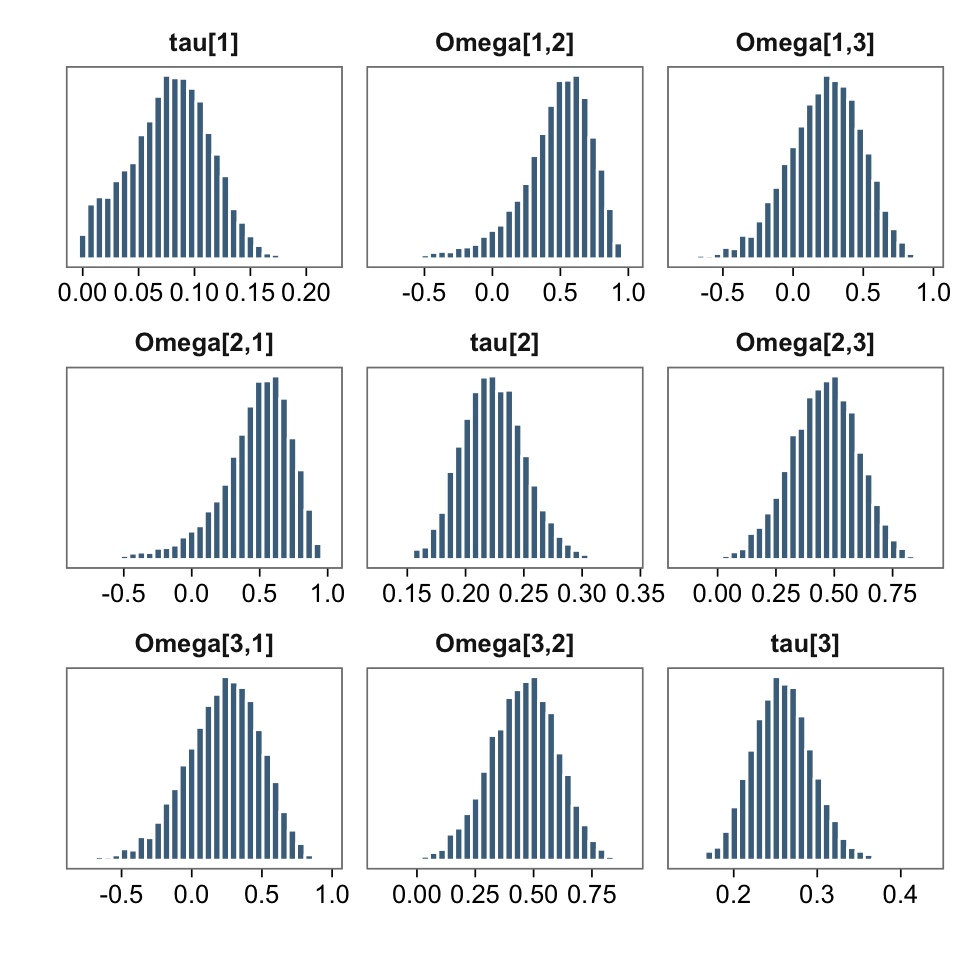 tau[1] Omega[1,2] Omega[1,3]
0.00 0.05 0.10 0.15 0.20 -0.5 0.0 0.5 1.0 -0.5 0.0 0.5 1.0
Omega[2,1] tau[2] Omega[2,3]
-0.5 0.0 0.5 1.0 0.15 0.20 0.25 0.30 0.35 0.00 0.25 0.50 0.75
Omega[3,1] Omega[3,2] tau[3]
-0.5 0.0 0.5 1.0 0.00 0.25 0.50 0.75 0.2 0.3 0.4